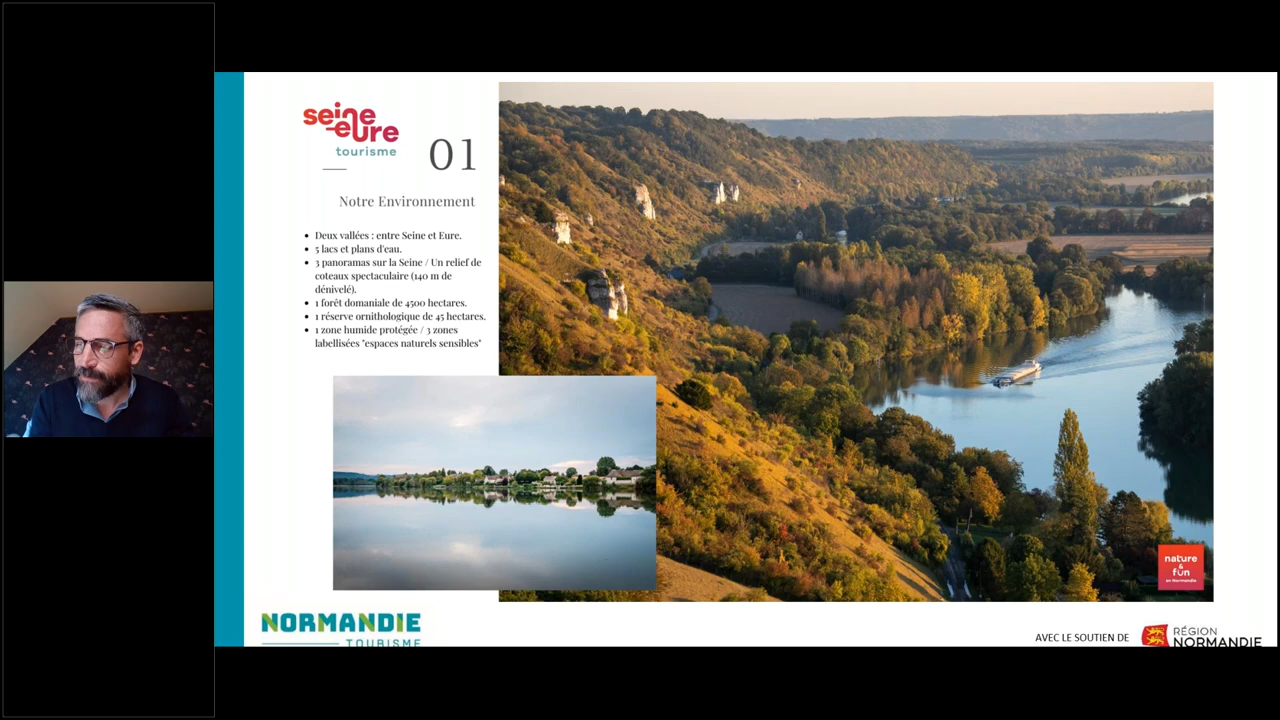 seine
-eure
tourisme
01
Notre Environnement
• Deux vallées : entre Seine et Eure.
• 5 lacs et plans d'eau.
• 3 panoramas sur la Seine / Un relief de
coteaux spectaculaire (140 m de
dénivelé).
• 1 forêt domaniale de 4500 hectares.
• 1 réserve ornithologique de 45 hectares.
• 1 zone humide protégée / 3 zones
labellisées "espaces naturels sensibles"
nature
&
fun
en Normandie
NORMANDIE
TOURISME
AVEC LE SOUTIEN DE
RÉGION
NORMANDIE